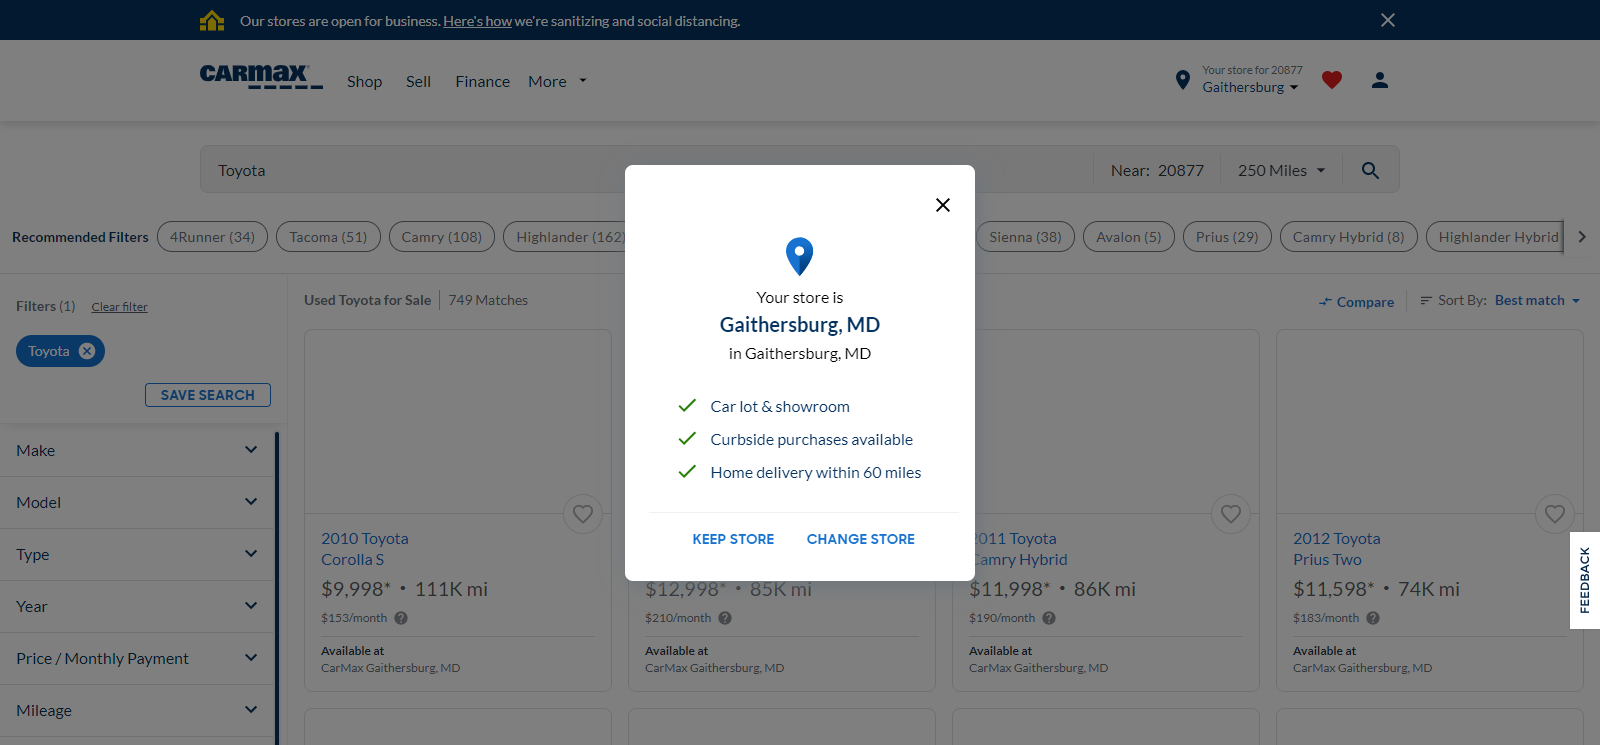 Our stores are open for business. Here's how we're sanitizing and social distancing.
CARMAX
Shop Sell Finance More
Your store for 20877
Gaithersburg
Toyota
Near: 20877 250 Miles
Recommended Filters 4Runner (34) Tacoma (51) Camry (108) Highlander (162) Sienna (38) Avalon (5) Prius (29) Camry Hybrid (8) Highlander Hybrid
Filters (1) Clear filter
Toyota
SAVE SEARCH
Make
Model
Type
Year
Price / Monthly Payment
Mileage
Used Toyota for Sale 749 Matches
Compare Sort By: Best match
Your store is
Gaithersburg, MD
in Gaithersburg, MD
Car lot & showroom
Curbside purchases available
Home delivery within 60 miles
KEEP STORE CHANGE STORE
2010 Toyota
Corolla S
$9,998* • 111K mi
$153/month
Available at
CarMax Gaithersburg, MD
$12,998* • 85K mi
$210/month
Available at
CarMax Gaithersburg, MD
2011 Toyota
Camry Hybrid
$11,998* • 86K mi
$190/month
Available at
CarMax Gaithersburg, MD
2012 Toyota
Prius Two
$11,598* • 74K mi
$183/month
Available at
CarMax Gaithersburg, MD
FEEDBACK